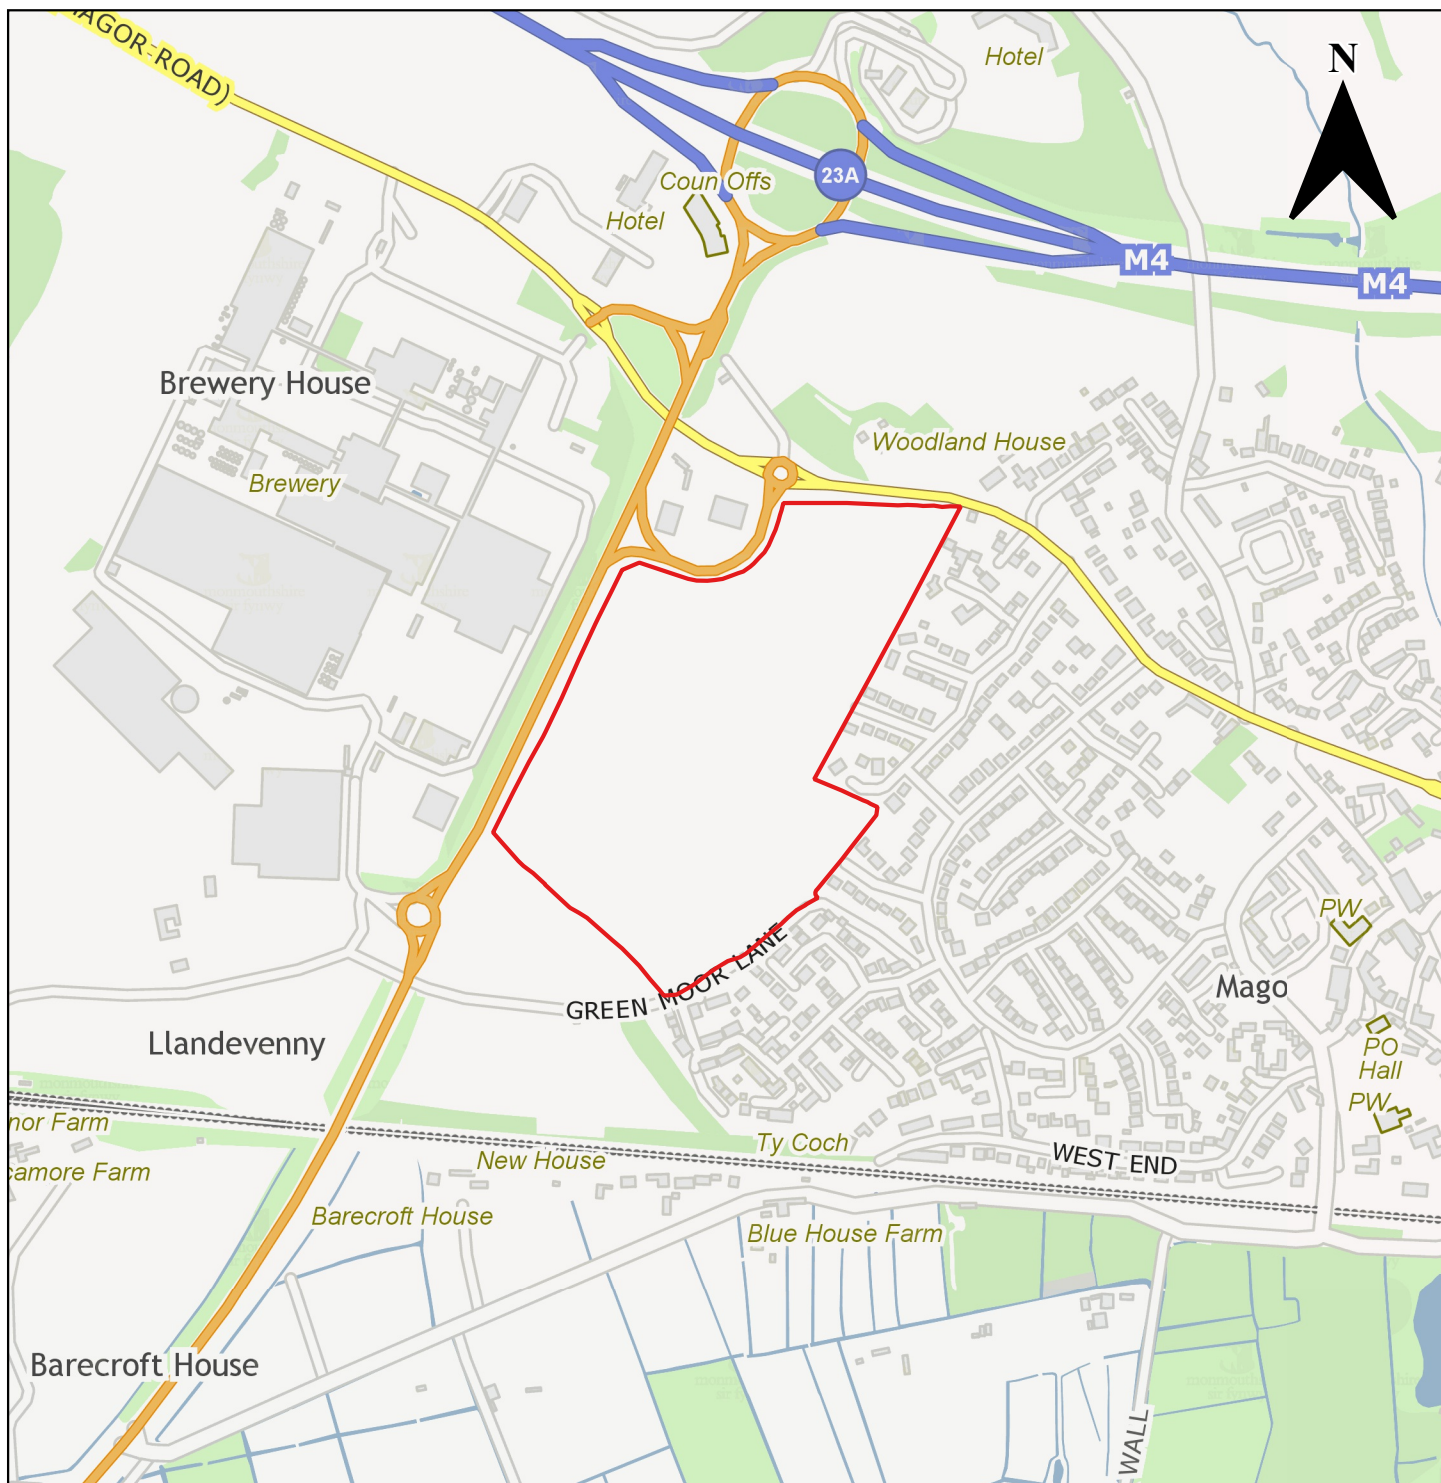 MAGOR-ROAD)
Hotel
N
Coun Offs
23A
Hotel
M4
M4
Brewery House
Woodland House
Brewery
PW
GREEN MOOR LANE
Mago
Llandevenny
PO
Hall
PW
nor Farm
Ty Coch
WEST END
New House
camore Farm
Barecroft House
Blue House Farm
Barecroft House
WALL